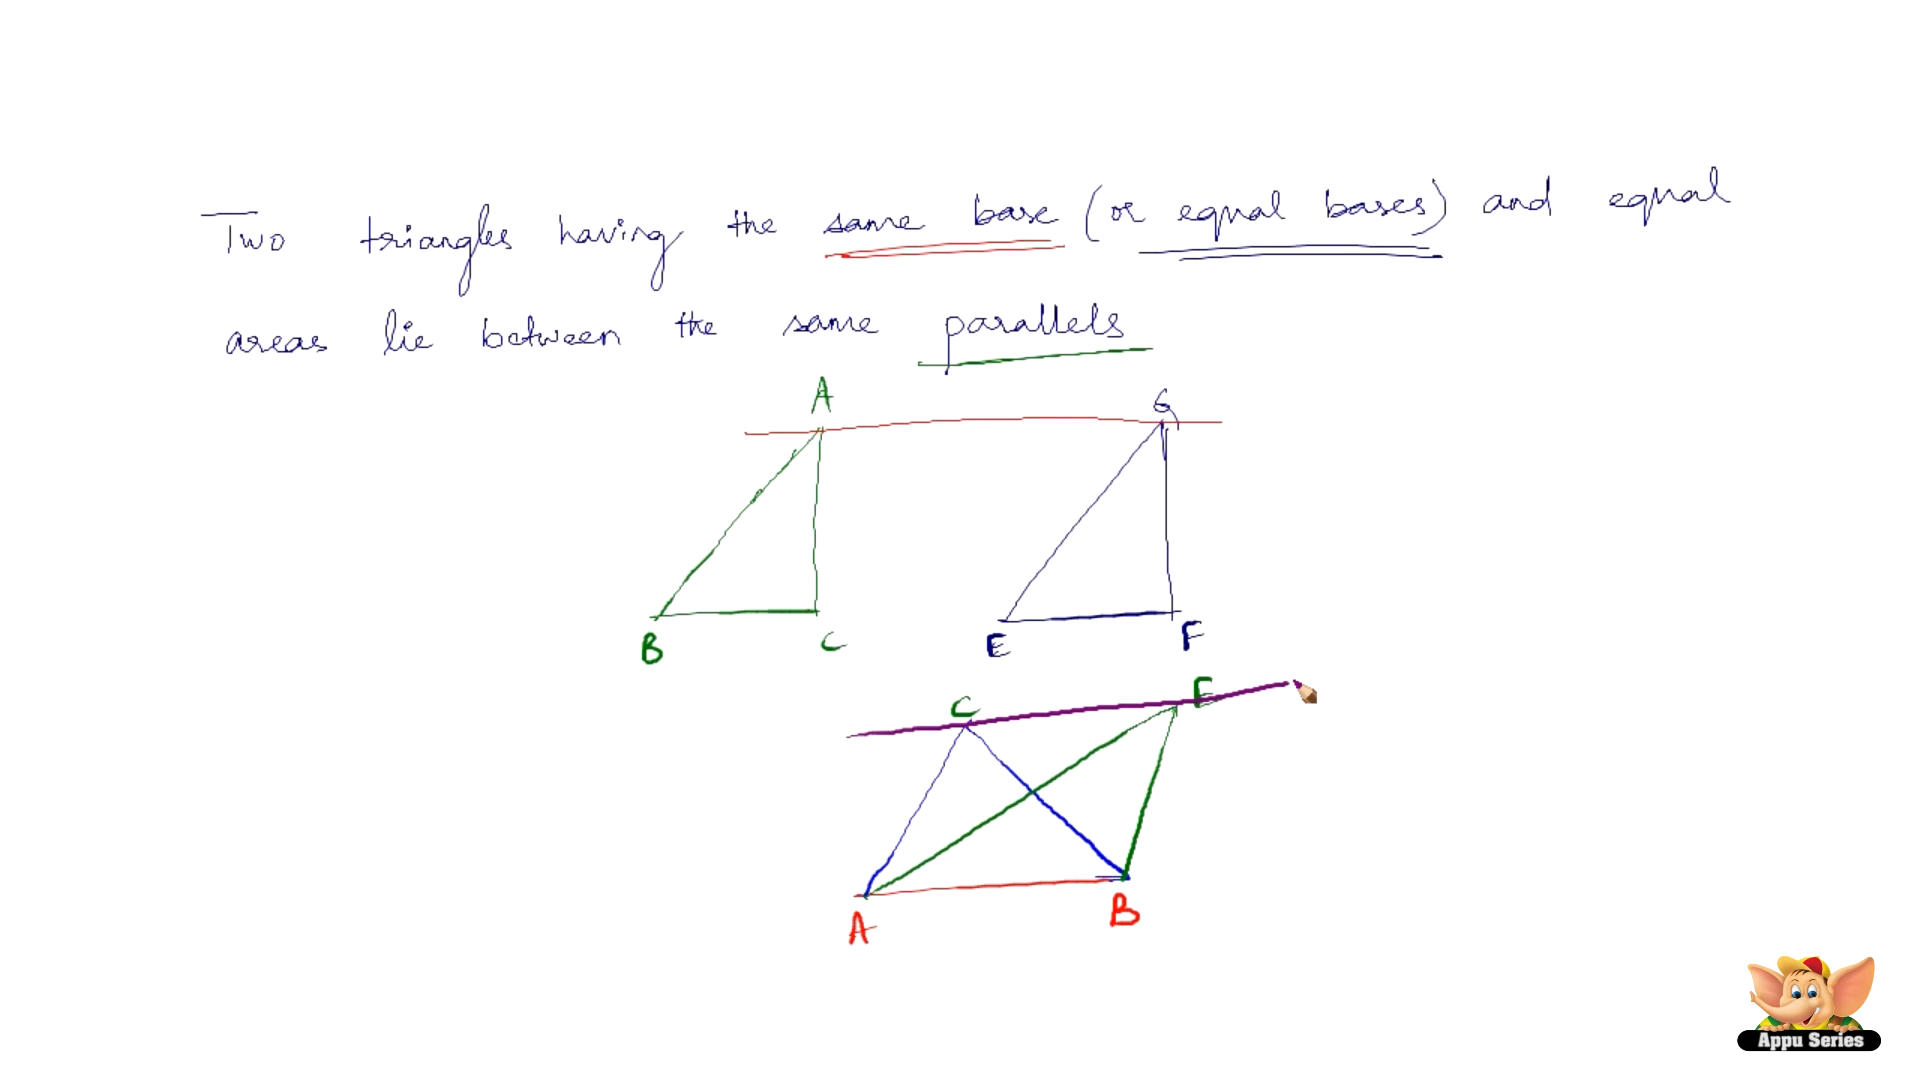 Two triangles having the same base (or equal bases) and equal
areas lie between the same parallels
A G
B C E F
C E
A B
Appu Series